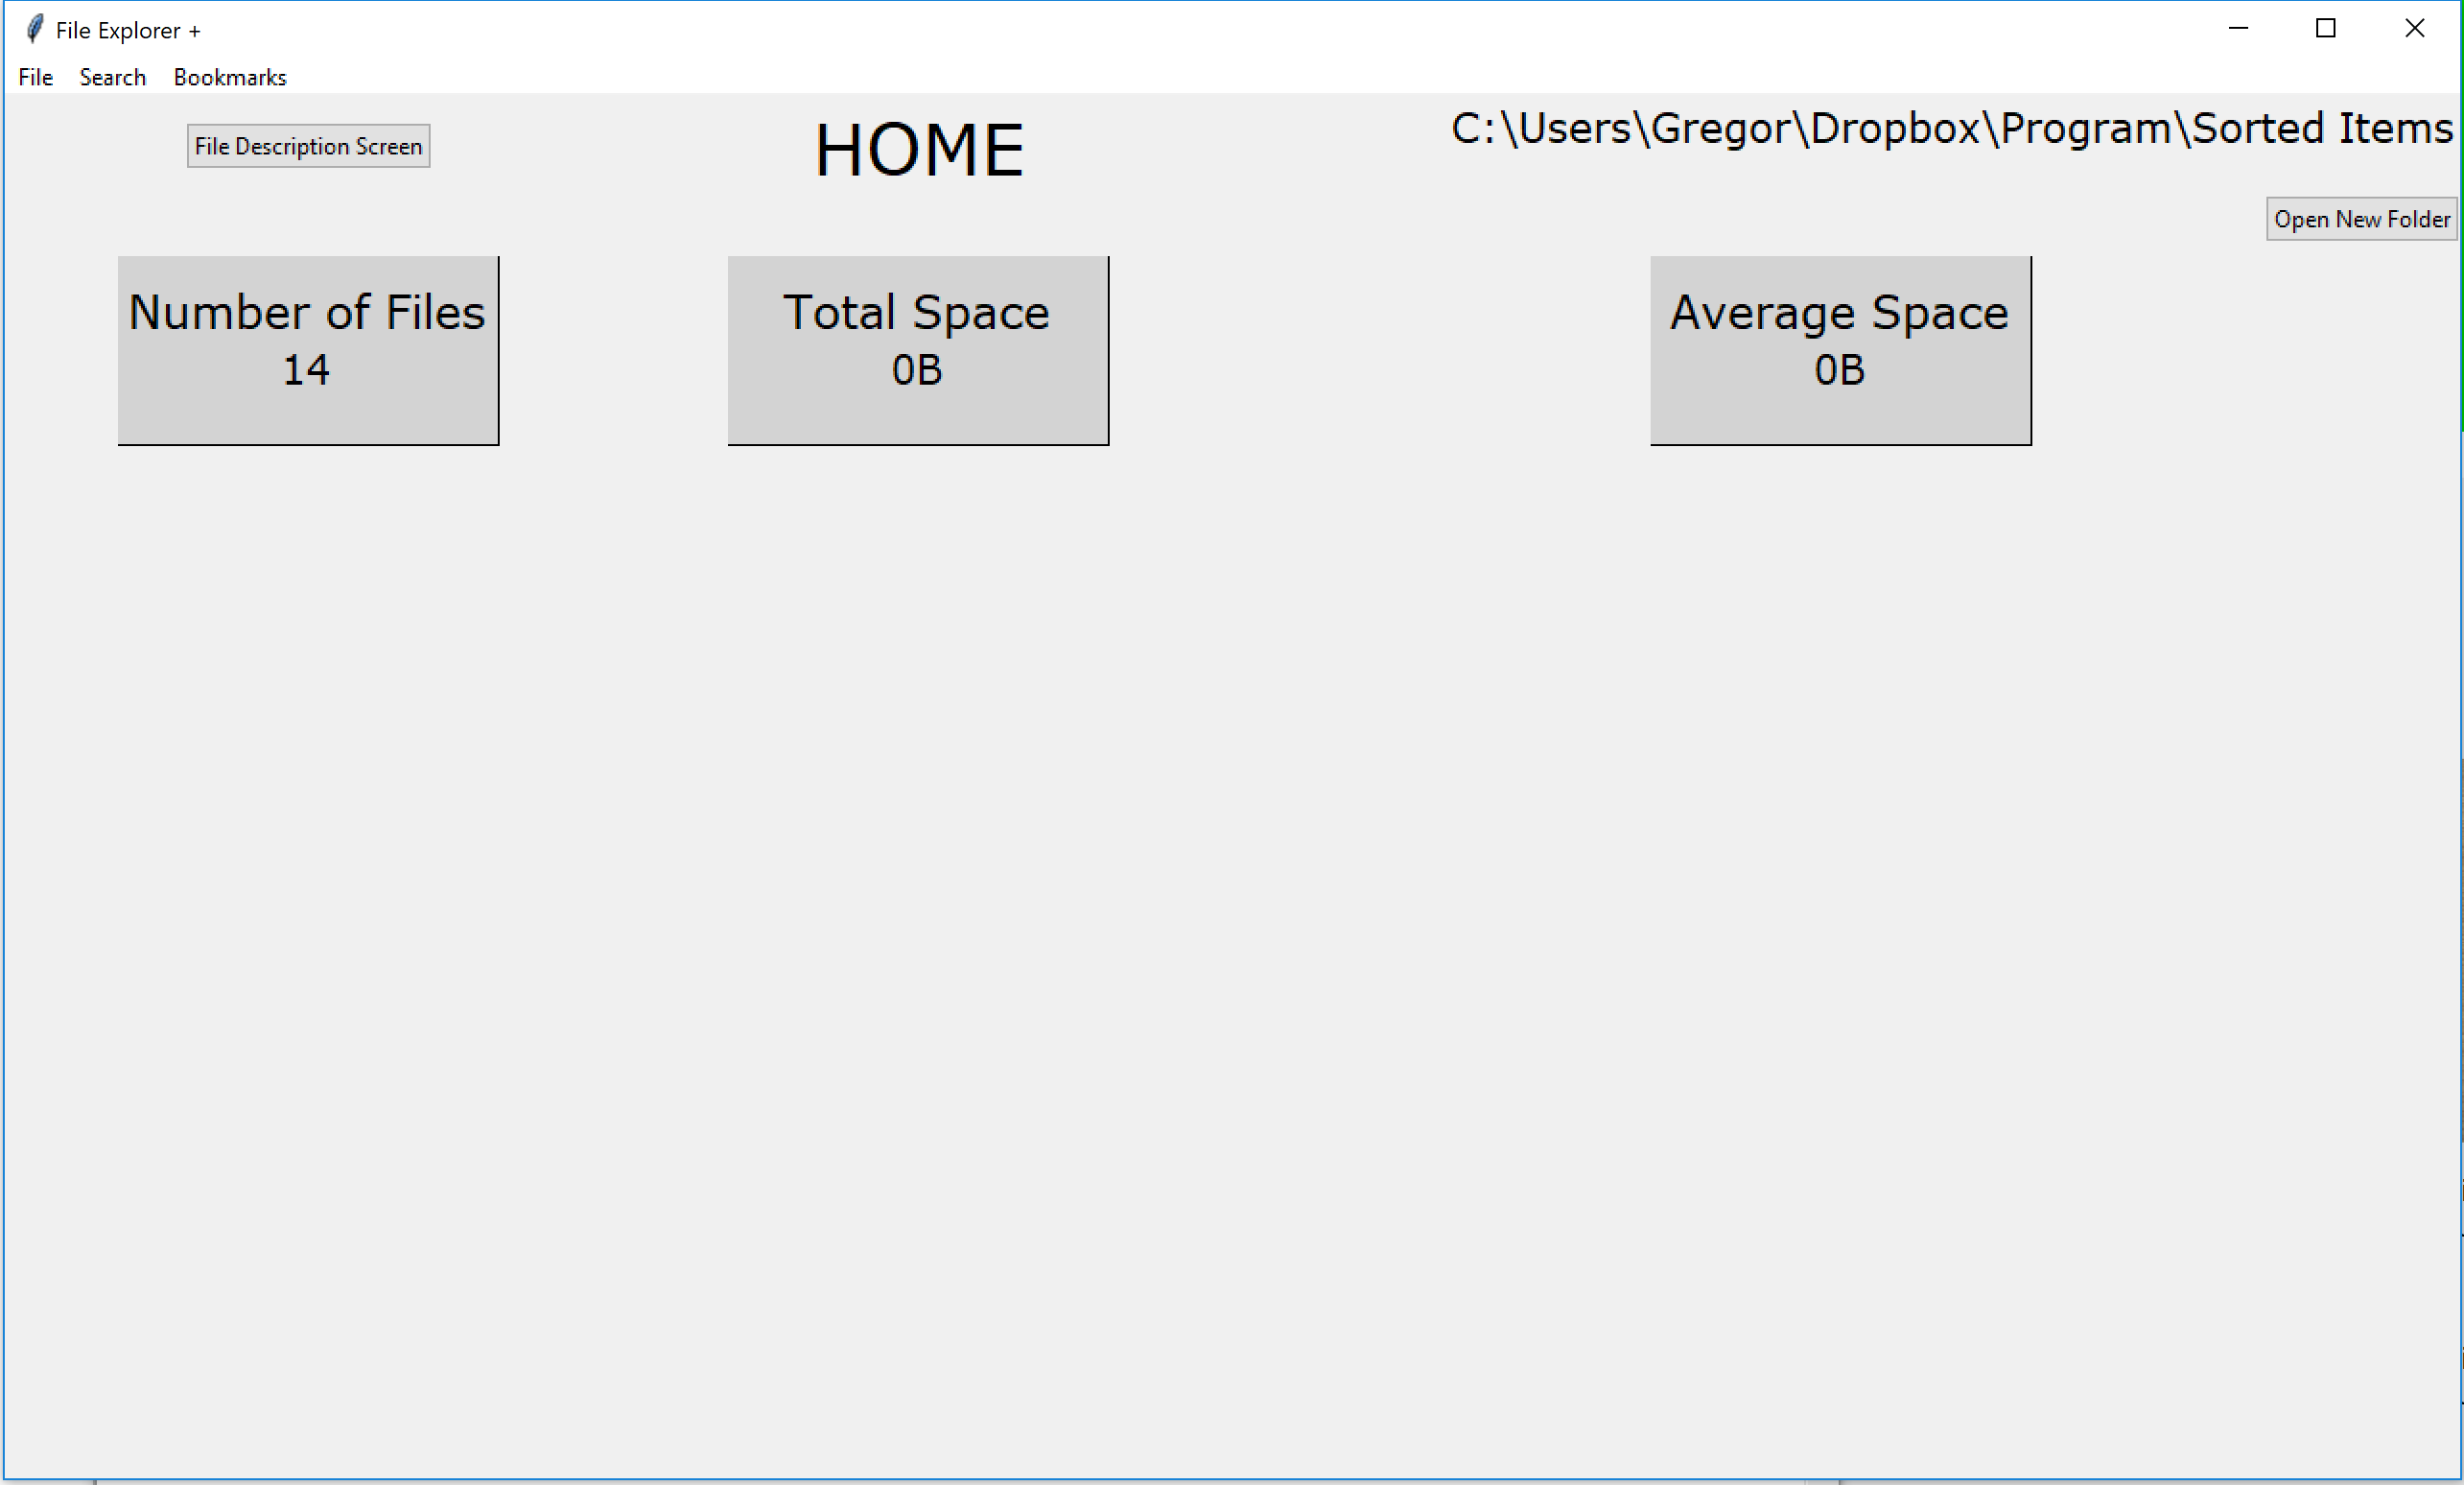 File Explorer +
File Search Bookmarks
File Description Screen
HOME
C:\Users\Gregor\Dropbox\Program\Sorted Items
Open New Folder
Number of Files
14
Total Space
0B
Average Space
0B